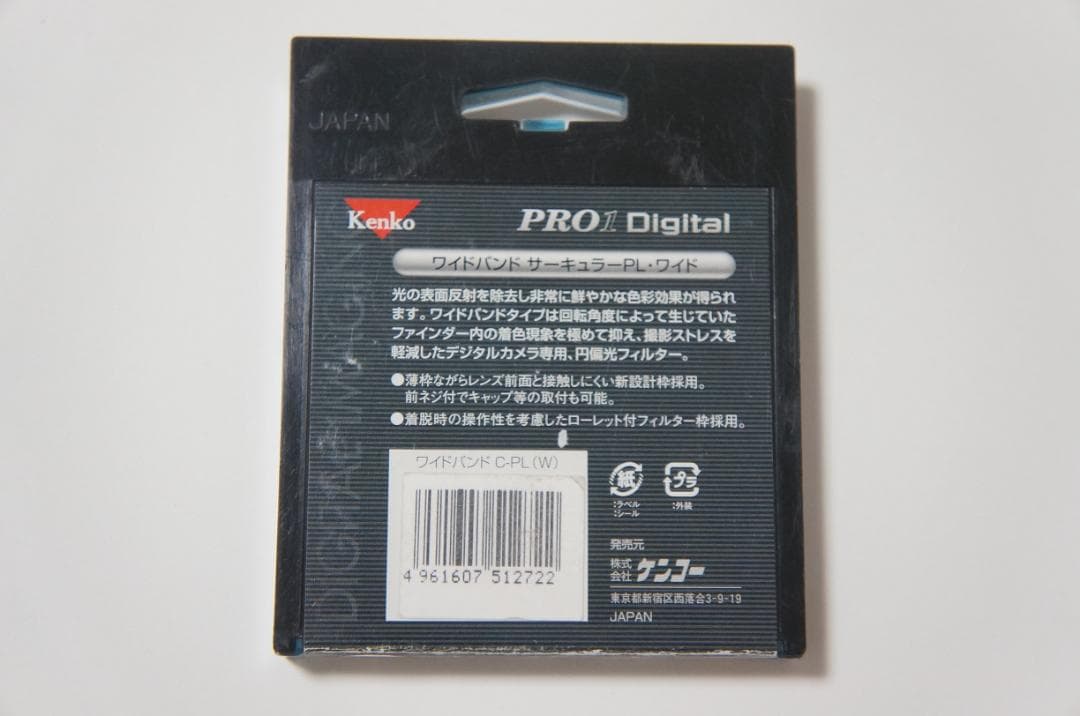 JAPAN
Kenko
PRO1 Digital
ワイドバンド サーキュラーPL・ワイド
光の表面反射を除去し非常に鮮やかな色彩効果が得られ
ます。ワイドバンドタイプは回転角度によって生じていた
ファインダー内の着色現象を極めて抑え、撮影ストレスを
軽減したデジタルカメラ専用、円偏光フィルター。
●薄枠ながらレンズ前面と接触しにくい新設計枠採用。
前ネジ付でキャップ等の取付も可能。
●着脱時の操作性を考慮したローレット付フィルター枠採用。
ワイドバンド C-PL(W)
4 961607 512722
紙
:ラベル
:シール
プラ
:外装
発売元
株式会社 ケンコー
東京都新宿区西落合3-9-19
JAPAN